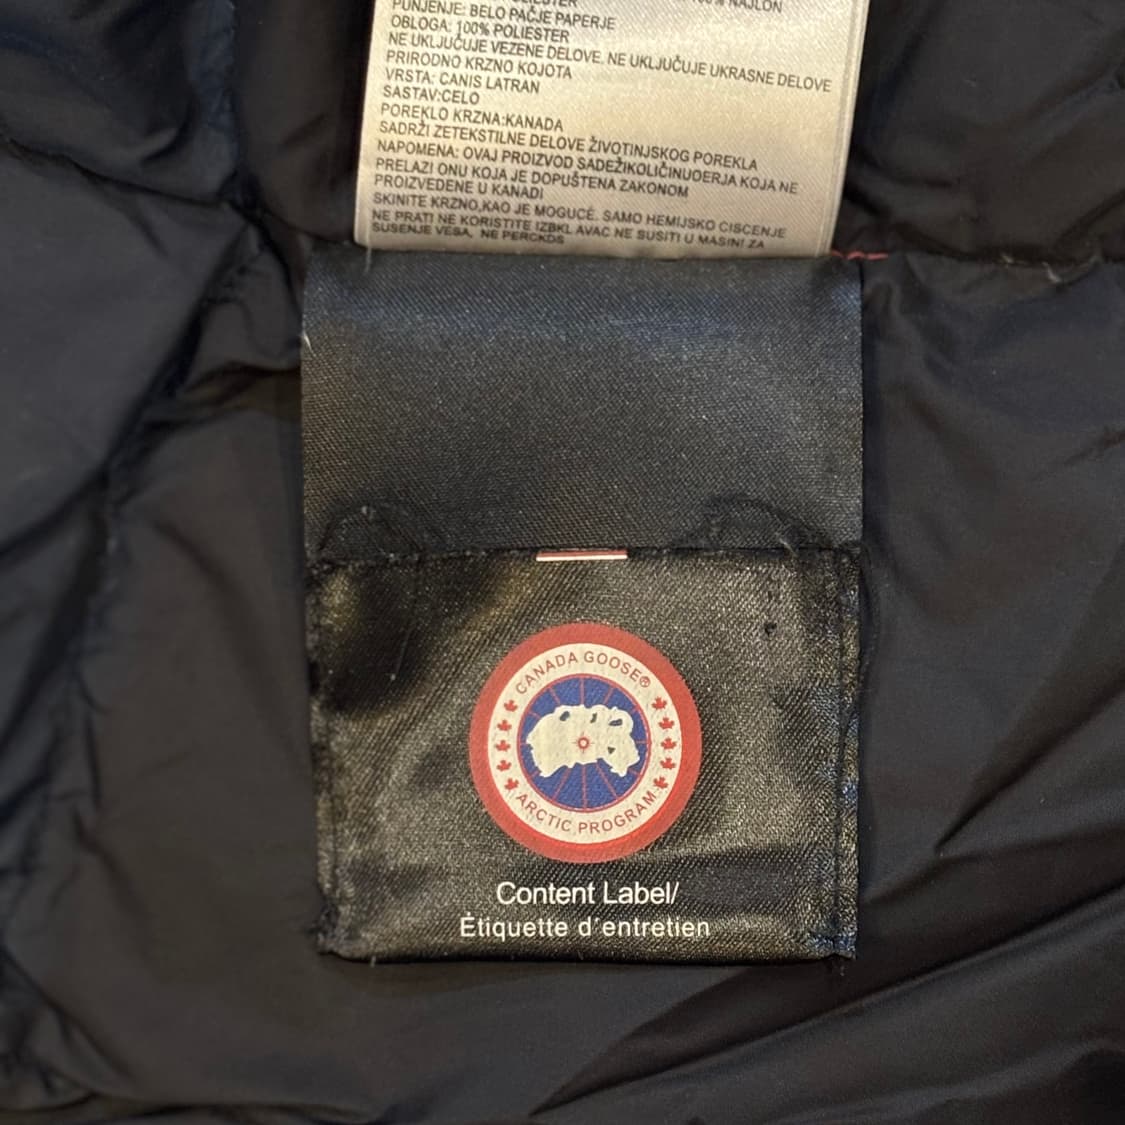 PUNJENJE: BELO PAČJE PAPERJE
OBLOGA: 100% POLIESTER
NE UKLJUČUJE VEZENE DELOVE. NE UKLJUČUJE UKRASNE DELOVE
PRIRODNO KRZNO KOJOTA
VRSTA: CANIS LATRAN
SASTAV:CELO
POREKLO KRZNA:KANADA
SADRŽI ZETEKSTILNE DELOVE ŽIVOTINJSKOG POREKLA
NAPOMENA: OVAJ PROIZVOD SADEŽIKOLIČINUOERJA KOJA NE
PRELAZI ONU KOJA JE DOPUŠTENA ZAKONOM
PROIZVEDENE U KANADI
SKINITE KRZNO,KAO JE MOGUCÉ. SAMO HEMIJSKO CISCENJE
NE PRATI NE KORISTITE IZBKL AVAC NE SUSITI U MASINI ZA
SUSENJE VESA, NE PERCKDS
CANADA GOOSE®
ARCTIC PROGRAM
Content Label/
Étiquette d'entretien